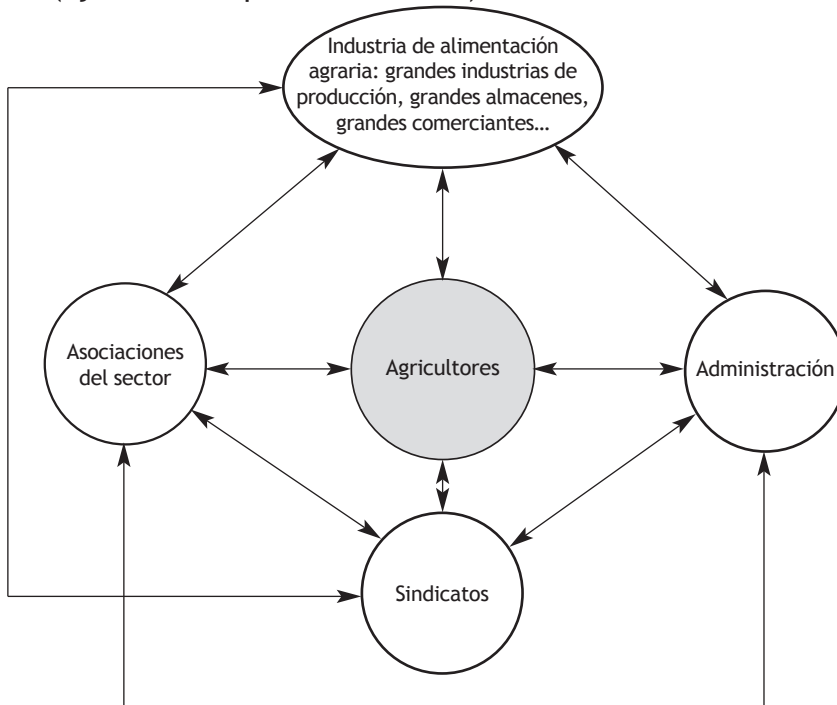 Industria de alimentación
agraria: grandes industrias de
producción, grandes almacenes,
grandes comerciantes...
Asociaciones
del sector
Agricultores
Administración
Sindicatos